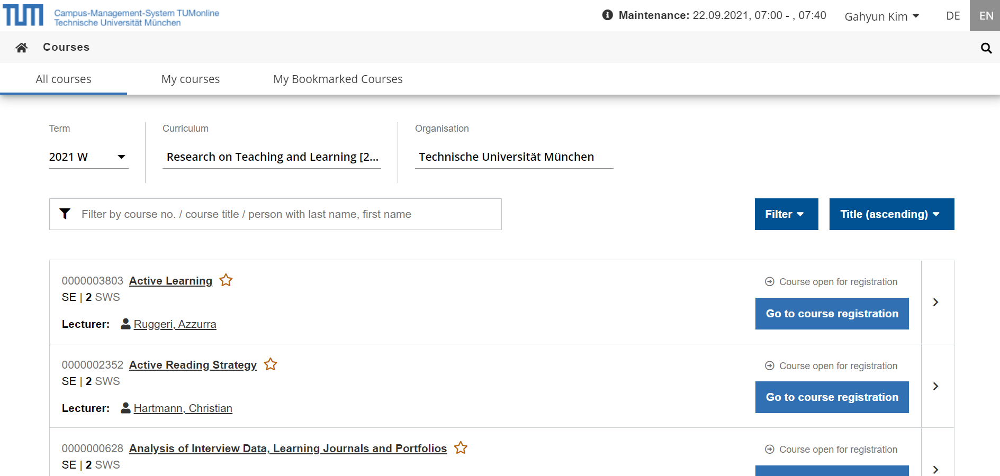 TUM Campus-Management-System TUMonline
Technische Universität München
Maintenance: 22.09.2021, 07:00 - , 07:40
Gahyun Kim
DE
EN
Courses
All courses
My courses
My Bookmarked Courses
Term
Curriculum
Organisation
2021 W
Research on Teaching and Learning [2...
Technische Universität München
Filter by course no. / course title / person with last name, first name
Filter
Title (ascending)
0000003803 Active Learning
SE | 2 SWS
Lecturer: Ruggeri, Azzurra
Course open for registration
Go to course registration
0000002352 Active Reading Strategy
SE | 2 SWS
Lecturer: Hartmann, Christian
Course open for registration
Go to course registration
0000000628 Analysis of Interview Data, Learning Journals and Portfolios
SE | 2 SWS
Course open for registration